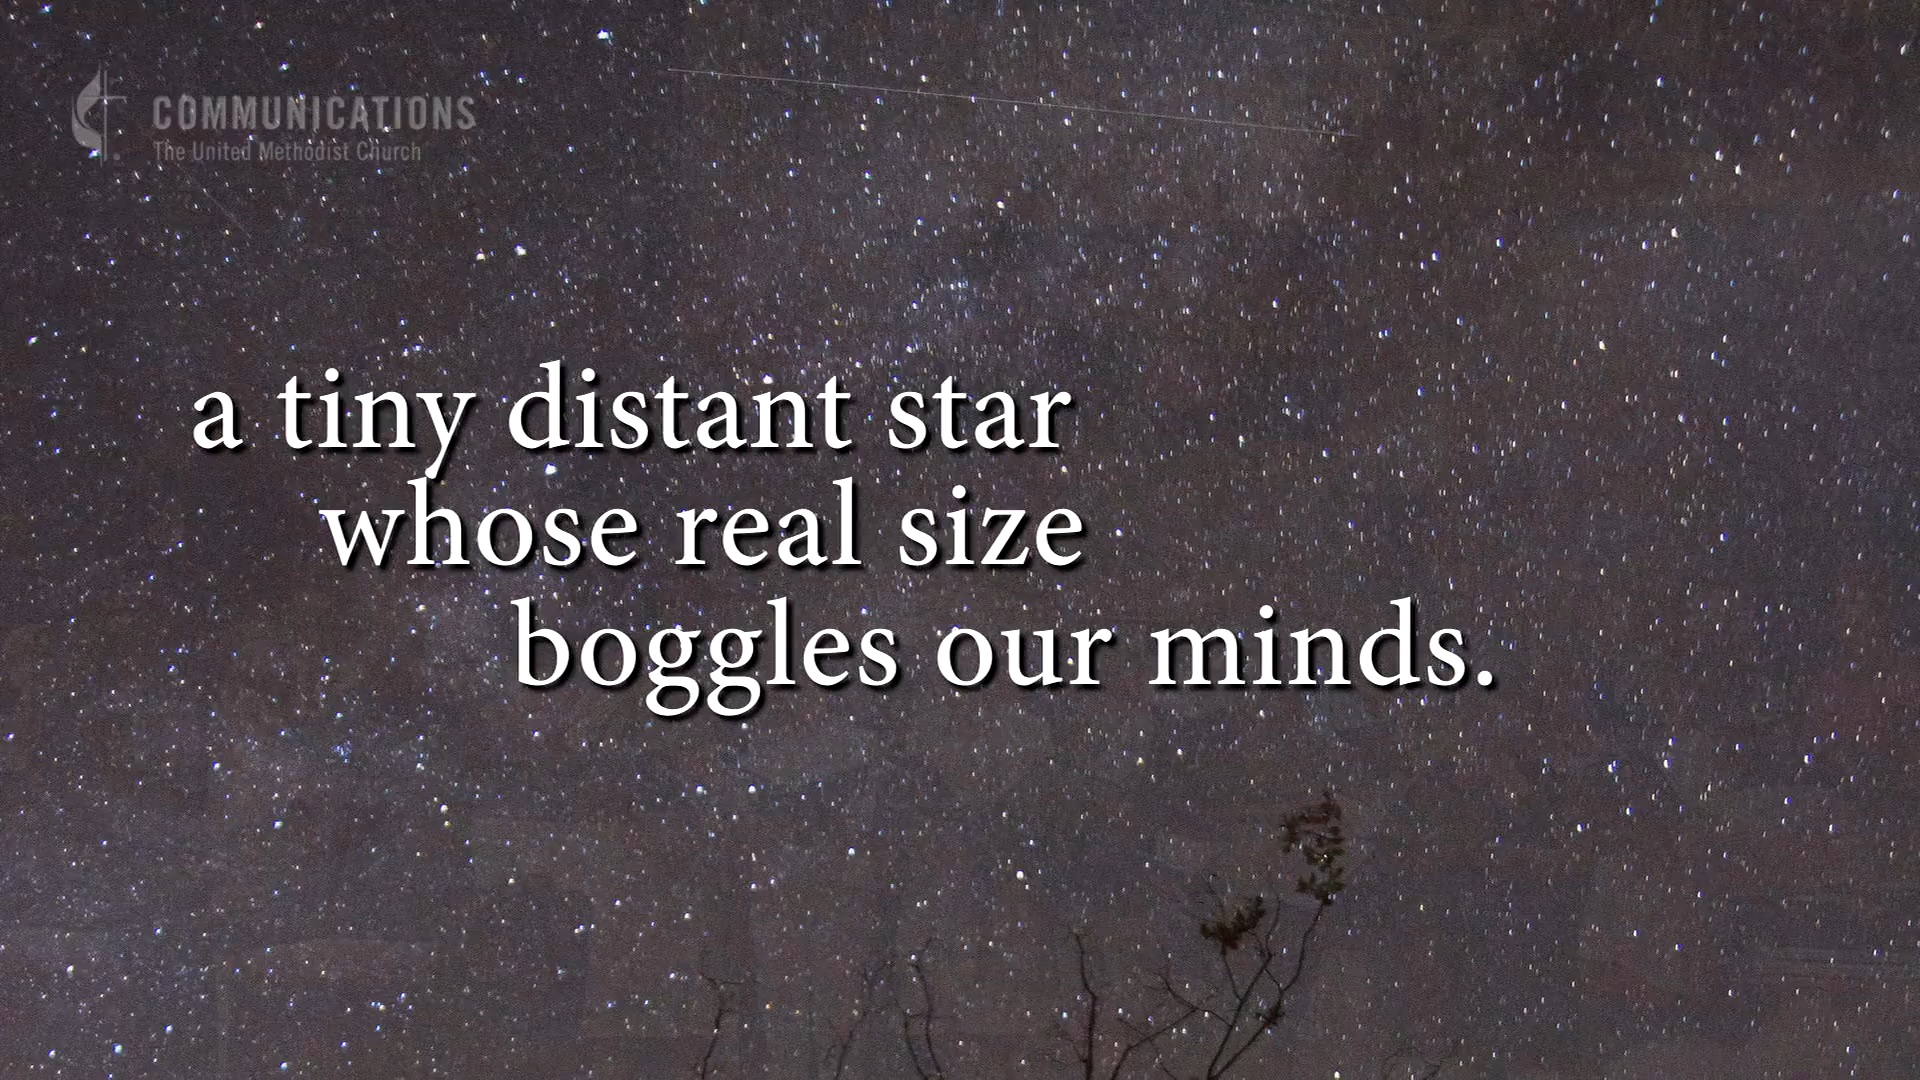 COMMUNICATIONS
The United Methodist Church
a tiny distant star
whose real size
boggles our minds.